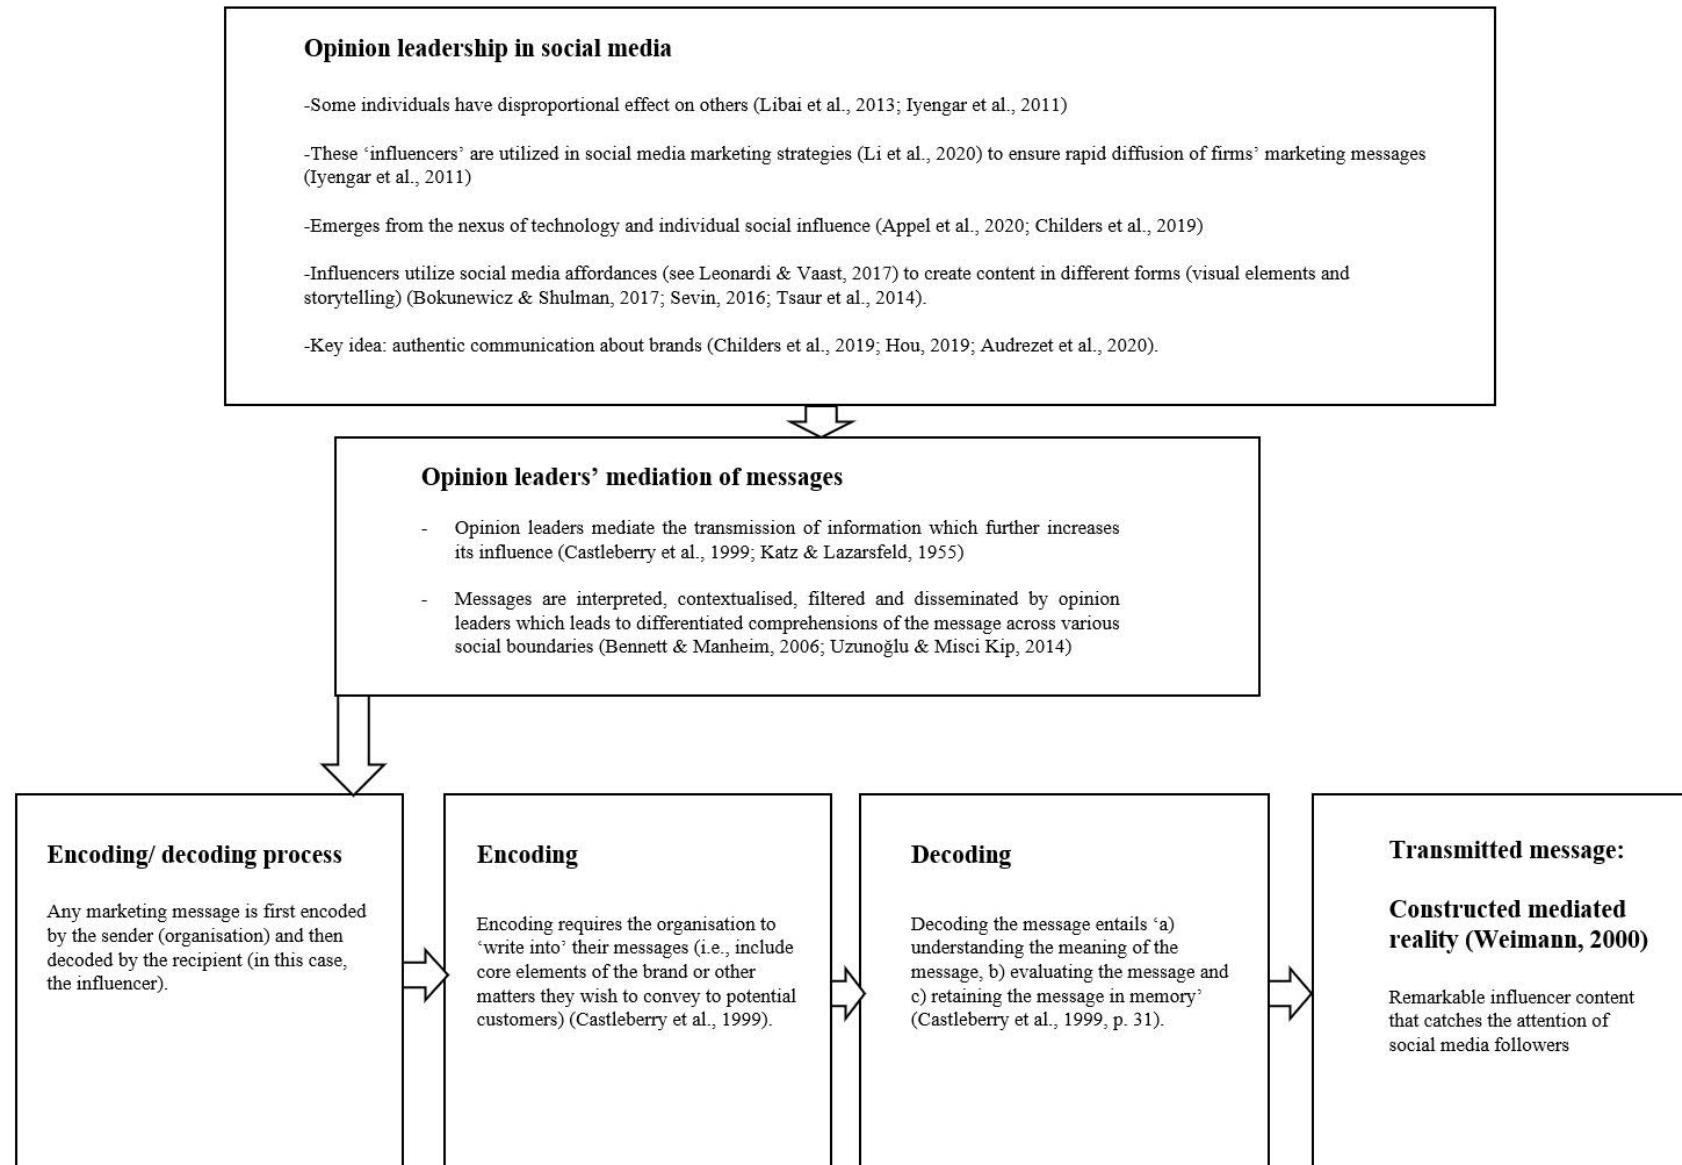 Opinion leadership in social media
-Some individuals have disproportional effect on others (Libai et al., 2013; Iyengar et al., 2011)
-These ‘influencers’ are utilized in social media marketing strategies (Li et al., 2020) to ensure rapid diffusion of firms’ marketing messages
(Iyengar et al., 2011)
-Emerges from the nexus of technology and individual social influence (Appel et al., 2020; Childers et al., 2019)
-Influencers utilize social media affordances (see Leonardi & Vaast, 2017) to create content in different forms (visual elements and
storytelling) (Bokunewicz & Shulman, 2017; Sevin, 2016; Tsaur et al., 2014).
-Key idea: authentic communication about brands (Childers et al., 2019; Hou, 2019; Audrezet et al., 2020).
Opinion leaders’ mediation of messages
- Opinion leaders mediate the transmission of information which further increases
its influence (Castleberry et al., 1999; Katz & Lazarsfeld, 1955)
- Messages are interpreted, contextualised, filtered and disseminated by opinion
leaders which leads to differentiated comprehensions of the message across various
social boundaries (Bennett & Manheim, 2006; Uzunoğlu & Misci Kip, 2014)
Encoding/ decoding process
Any marketing message is first encoded
by the sender (organisation) and then
decoded by the recipient (in this case,
the influencer).
Encoding
Encoding requires the organisation to
‘write into’ their messages (i.e., include
core elements of the brand or other
matters they wish to convey to potential
customers) (Castleberry et al., 1999).
Decoding
Decoding the message entails ‘a)
understanding the meaning of the
message, b) evaluating the message and
c) retaining the message in memory’
(Castleberry et al., 1999, p. 31).
Transmitted message:
Constructed mediated
reality (Weimann, 2000)
Remarkable influencer content
that catches the attention of
social media followers